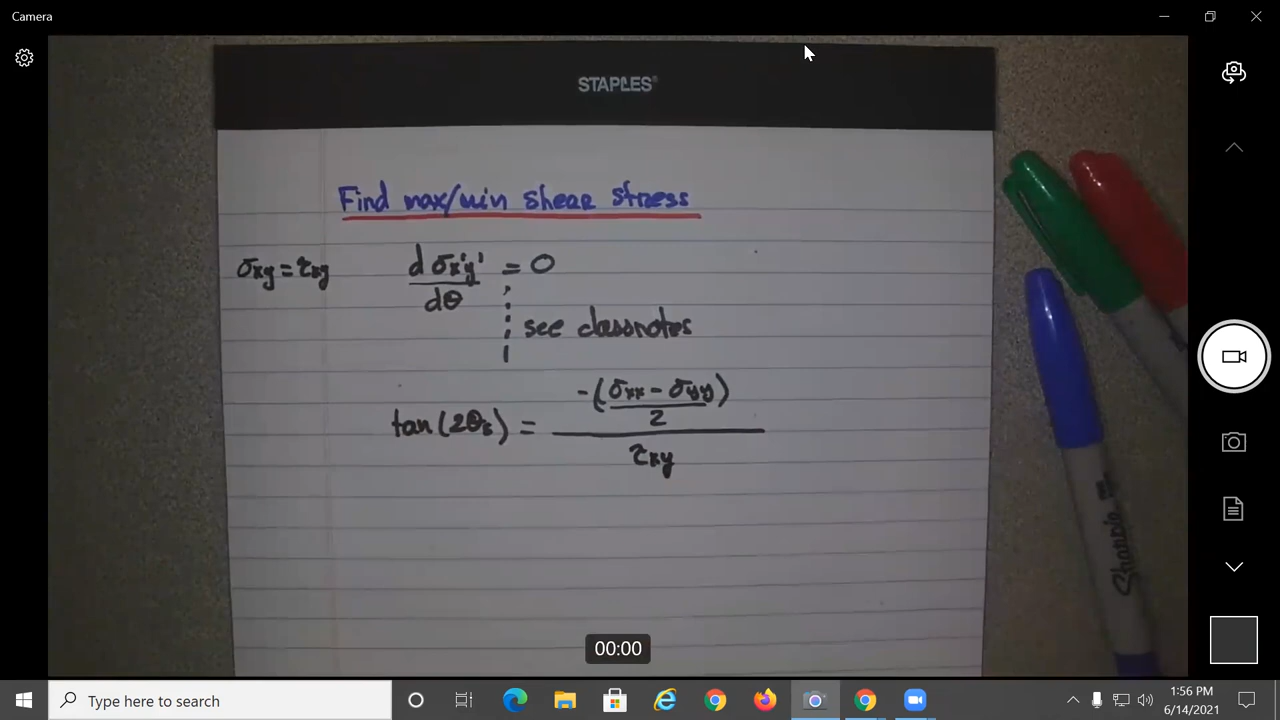 Camera
STAPLES®
Find max/min shear stress
σxy = τxy
dσx'y' / dθ = 0
see classnotes
tan(2θs) = -(σxx - σyy / 2) / τxy
Sharpie
00:00
Type here to search
1:56 PM
6/14/2021